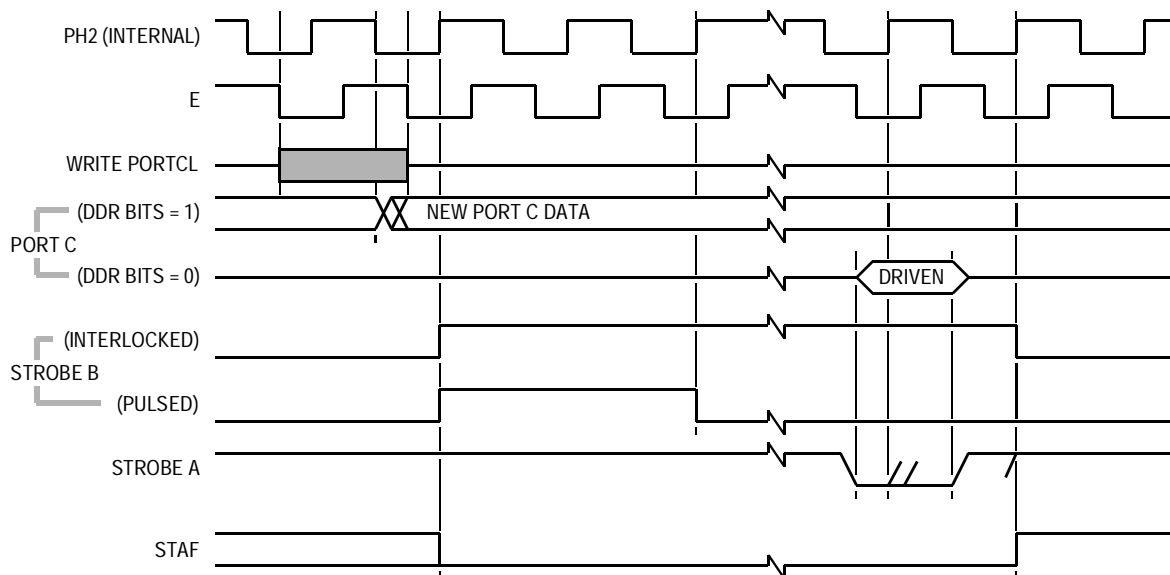 PH2 (INTERNAL)
E
WRITE PORTCL
(DDR BITS = 1)
NEW PORT C DATA
PORT C
(DDR BITS = 0)
DRIVEN
(INTERLOCKED)
STROBE B
(PULSED)
STROBE A
STAF